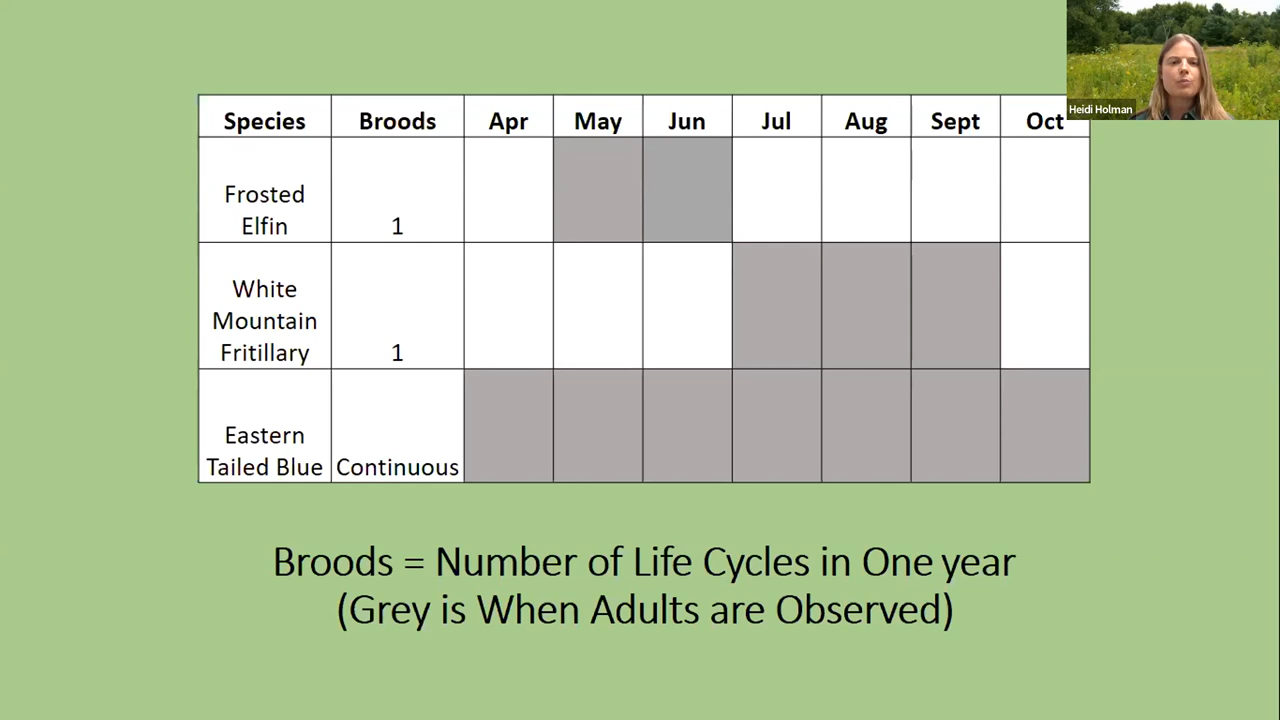 Heidi Holman
Species Broods Apr May Jun Jul Aug Sept Oct
Frosted
Elfin 1
White
Mountain
Fritillary 1
Eastern
Tailed Blue Continuous
Broods = Number of Life Cycles in One year
(Grey is When Adults are Observed)